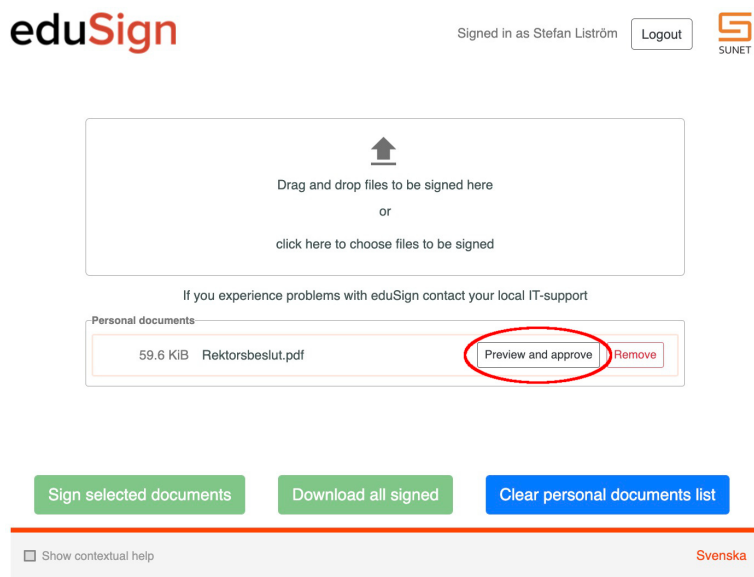 eduSign
Signed in as Stefan Liström
Logout
SUNET
Drag and drop files to be signed here
or
click here to choose files to be signed
If you experience problems with eduSign contact your local IT-support
Personal documents
59.6 KiB Rektorsbeslut.pdf Preview and approve Remove
Sign selected documents Download all signed Clear personal documents list
Show contextual help Svenska